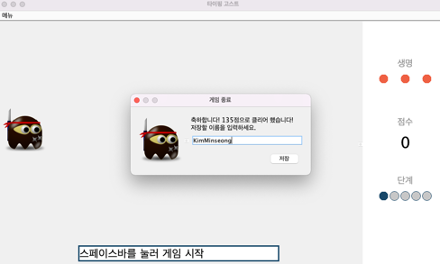 타이핑 고스트
메뉴
생명
게임 종료
축하합니다! 135점으로 클리어 했습니다!
저장할 이름을 입력하세요.
KimMinseong
저장
점수
0
단계
스페이스바를 눌러 게임 시작